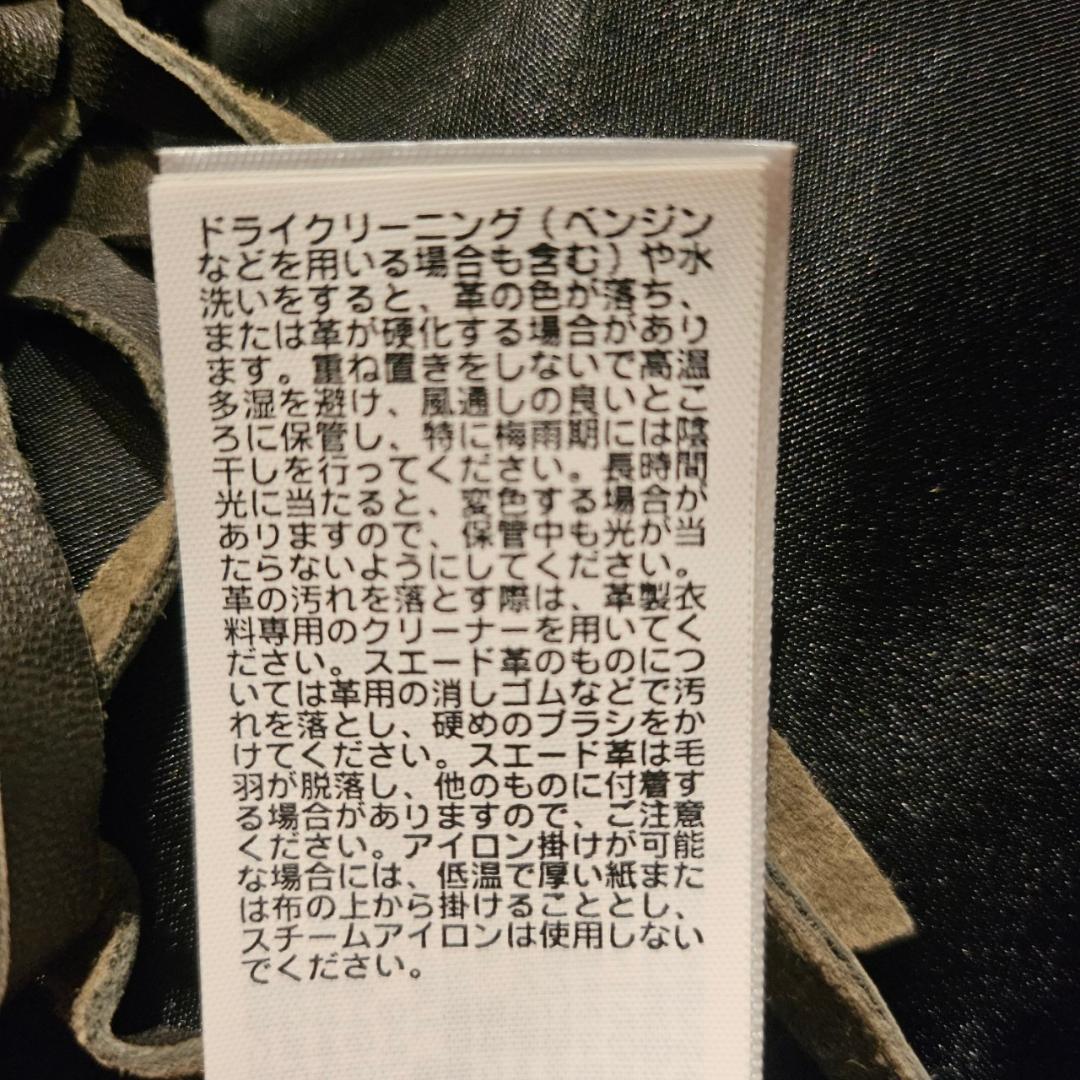 ドライクリーニング（ベンジン
などを用いる場合も含む）や水
洗いをすると、革の色が落ち、
または革が硬化する場合があり
ます。重ね置きをしないで高温
多湿を避け、風通しの良いとこ
ろに保管し、特に梅雨期には陰
干しを行ってください。長時間
光に当たると、変色する場合が
ありますので、保管中も光が当
たらないようにしてください。
革の汚れを落とす際は、革製衣
料専用のクリーナーを用いてく
ださい。スエード革のものにつ
いては革用の消しゴムなどで汚
れを落とし、硬めのブラシをか
けてください。スエード革は毛
羽が脱落し、他のものに付着す
る場合がありますので、ご注意
ください。アイロン掛けが可能
な場合には、低温で厚い紙また
は布の上から掛けることとし、
スチームアイロンは使用しない
でください。